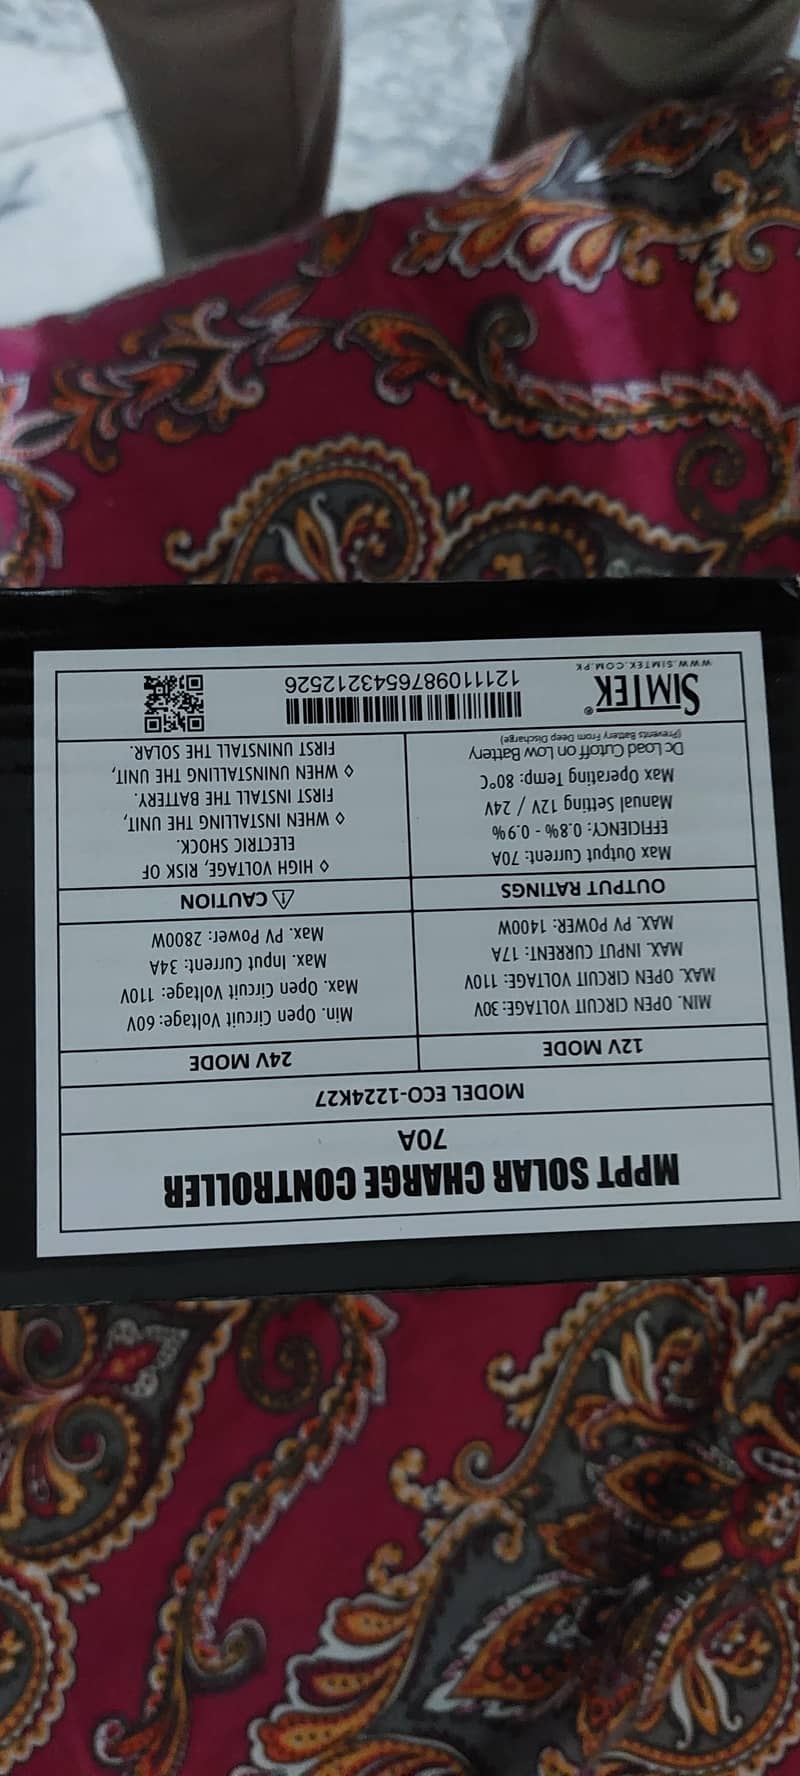 MPPT SOLAR CHARGE CONTROLLER
70A
MODEL ECO-1224K27
12V MODE
MIN. OPEN CIRCUIT VOLTAGE: 30V
MAX. OPEN CIRCUIT VOLTAGE: 110V
MAX. INPUT CURRENT: 17A
MAX. PV POWER: 1400W
24V MODE
Min. Open Circuit Voltage: 60V
Max. Open Circuit Voltage: 110V
Max. Input Current: 34A
Max. PV Power: 2800W
OUTPUT RATINGS
Max Output Current: 70A
EFFICIENCY: 0.8% - 0.9%
Manual Setting 12V / 24V
Max Operating Temp: 80°C
Dc Load Cutoff on Low Battery
(Prevents Battery From Deep Discharge)
⚠ CAUTION
◊ HIGH VOLTAGE, RISK OF
ELECTRIC SHOCK.
◊ WHEN INSTALLING THE UNIT,
FIRST INSTALL THE BATTERY.
◊ WHEN UNINSTALLING THE UNIT,
FIRST UNINSTALL THE SOLAR.
SIMTEK®
WWW.SIMTEK.COM.PK
1211109876543212526